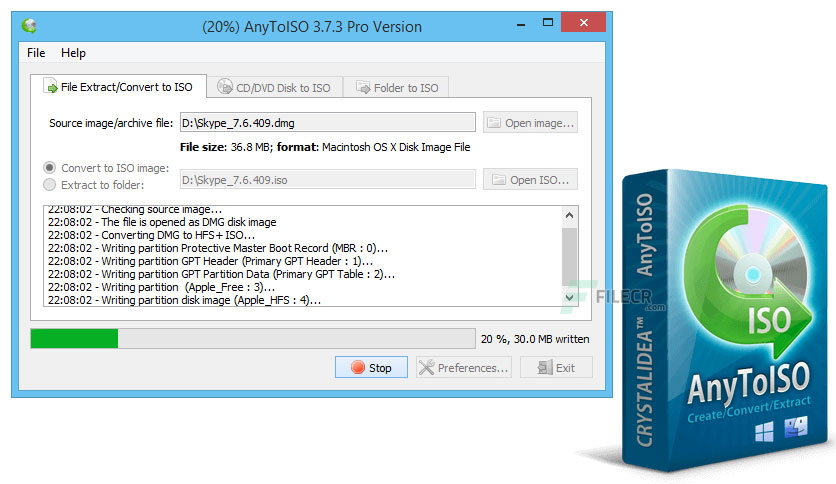 (20%) AnyToISO 3.7.3 Pro Version
File Help
File Extract/Convert to ISO CD/DVD Disk to ISO Folder to ISO
Source image/archive file: D:\Skype_7.6.409.dmg Open image...
File size: 36.8 MB; format: Macintosh OS X Disk Image File
Convert to ISO image:
Extract to folder: D:\Skype_7.6.409.iso Open ISO...
22:08:02 - Checking source image...
22:08:02 - The file is opened as DMG disk image
22:08:02 - Converting DMG to HFS+ ISO...
22:08:02 - Writing partition Protective Master Boot Record (MBR : 0)...
22:08:02 - Writing partition GPT Header (Primary GPT Header : 1)...
22:08:02 - Writing partition GPT Partition Data (Primary GPT Table : 2)...
22:08:02 - Writing partition (Apple_Free : 3)...
22:08:02 - Writing partition disk image (Apple_HFS : 4)...
20 %, 30.0 MB written
Stop Preferences... Exit
FILECR
.com
CRYSTALIDEA™ AnyToISO
ISO
AnyToISO
Create/Convert/Extract